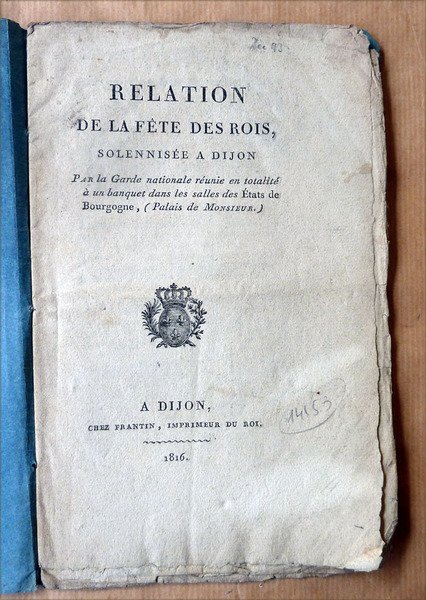 RELATION
DE LA FÊTE DES ROIS,
SOLENNISÉE A DIJON
PAR la Garde nationale réunie en totalité
à un banquet dans les salles des États de
Bourgogne, (Palais de MONSIEUR.)
A DIJON,
CHEZ FRANTIN, IMPRIMEUR DU ROI.
1816.
14153